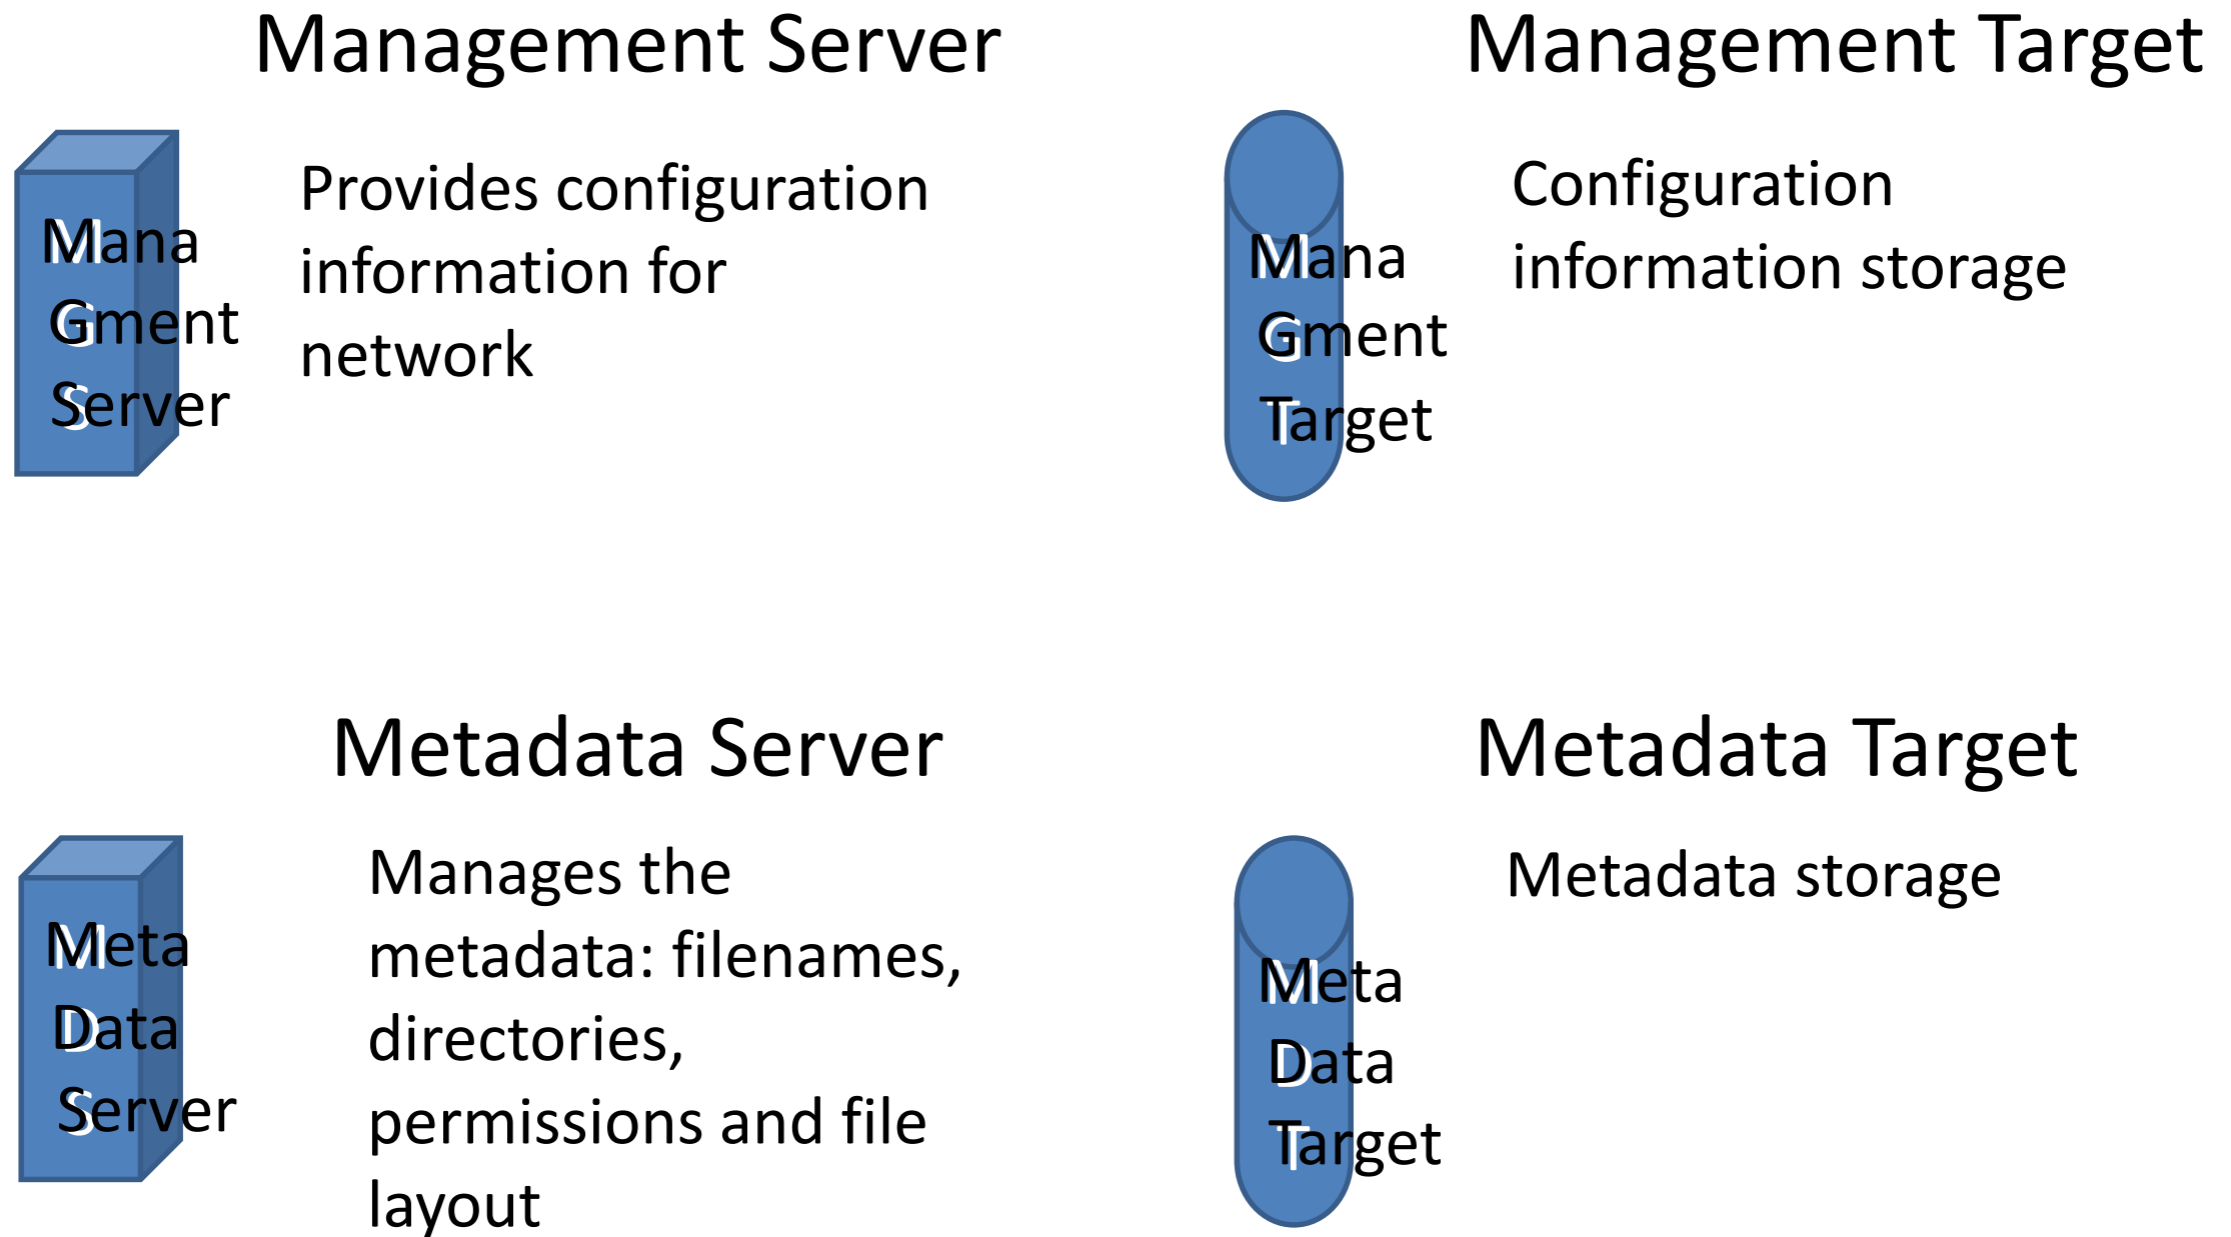 Management Server
M
Mana
G
Gment
S
Server
Provides configuration
information for
network
Management Target
M
Mana
G
Gment
T
Target
Configuration
information storage
Metadata Server
M
Meta
D
Data
S
Server
Manages the
metadata: filenames,
directories,
permissions and file
layout
Metadata Target
M
Meta
D
Data
T
Target
Metadata storage